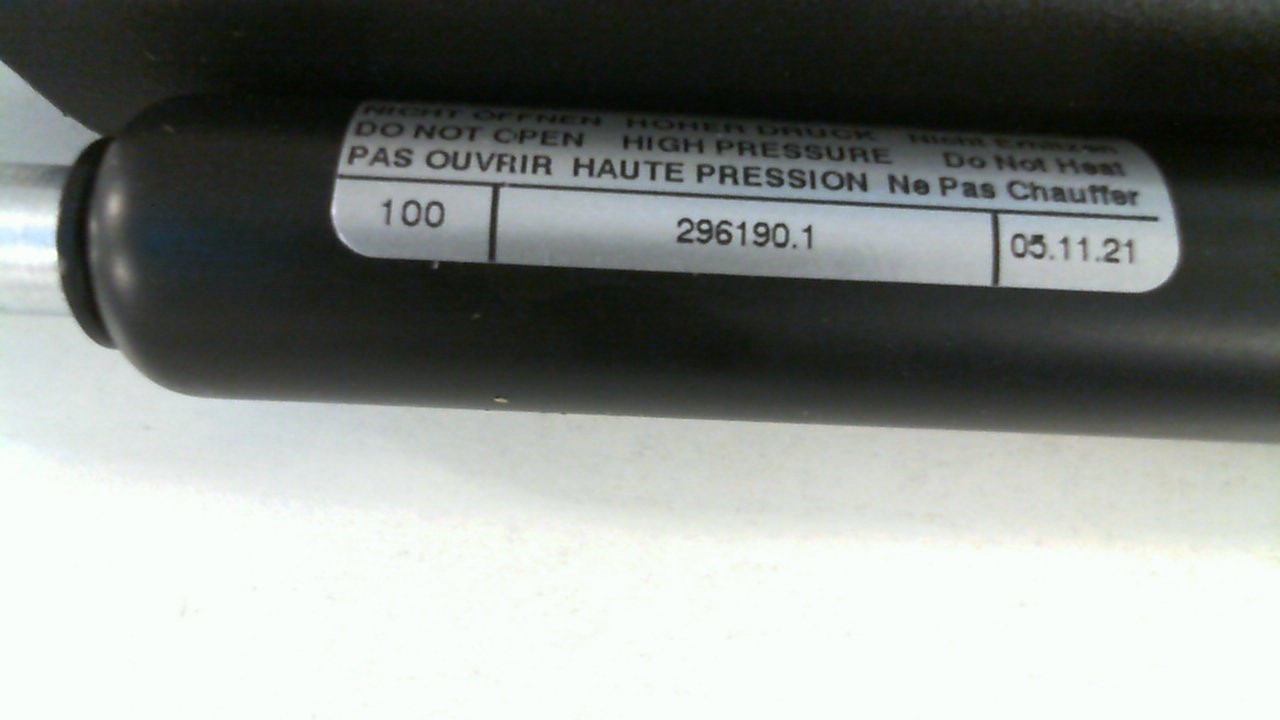 NICHT ÖFFNEN HOHER DRUCK Nicht Erhitzen
DO NOT OPEN HIGH PRESSURE Do Not Heat
PAS OUVRIR HAUTE PRESSION Ne Pas Chauffer
100 296190.1 05.11.21